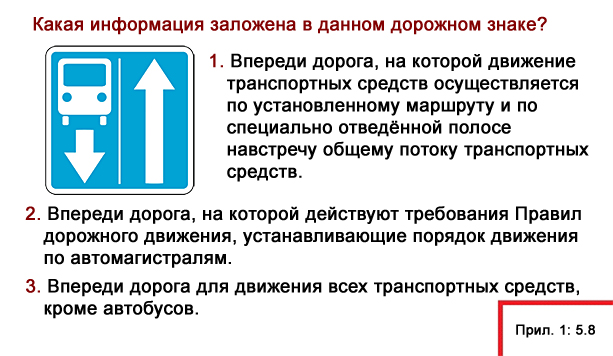 Какая информация заложена в данном дорожном знаке?
1. Впереди дорога, на которой движение
транспортных средств осуществляется
по установленному маршруту и по
специально отведённой полосе
навстречу общему потоку транспортных
средств.
2. Впереди дорога, на которой действуют требования Правил
дорожного движения, устанавливающие порядок движения
по автомагистралям.
3. Впереди дорога для движения всех транспортных средств,
кроме автобусов.
Прил. 1: 5.8